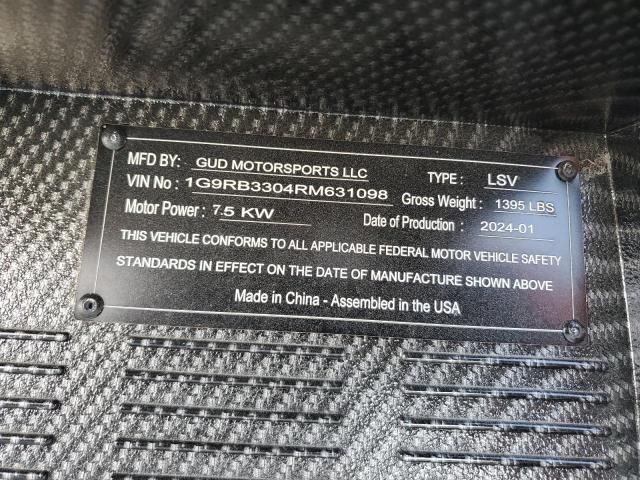 MFD BY: GUD MOTORSPORTS LLC TYPE : LSV
VIN No : 1G9RB3304RM631098 Gross Weight : 1395 LBS
Motor Power : 7.5 KW Date of Production : 2024-01
THIS VEHICLE CONFORMS TO ALL APPLICABLE FEDERAL MOTOR VEHICLE SAFETY
STANDARDS IN EFFECT ON THE DATE OF MANUFACTURE SHOWN ABOVE
Made in China - Assembled in the USA